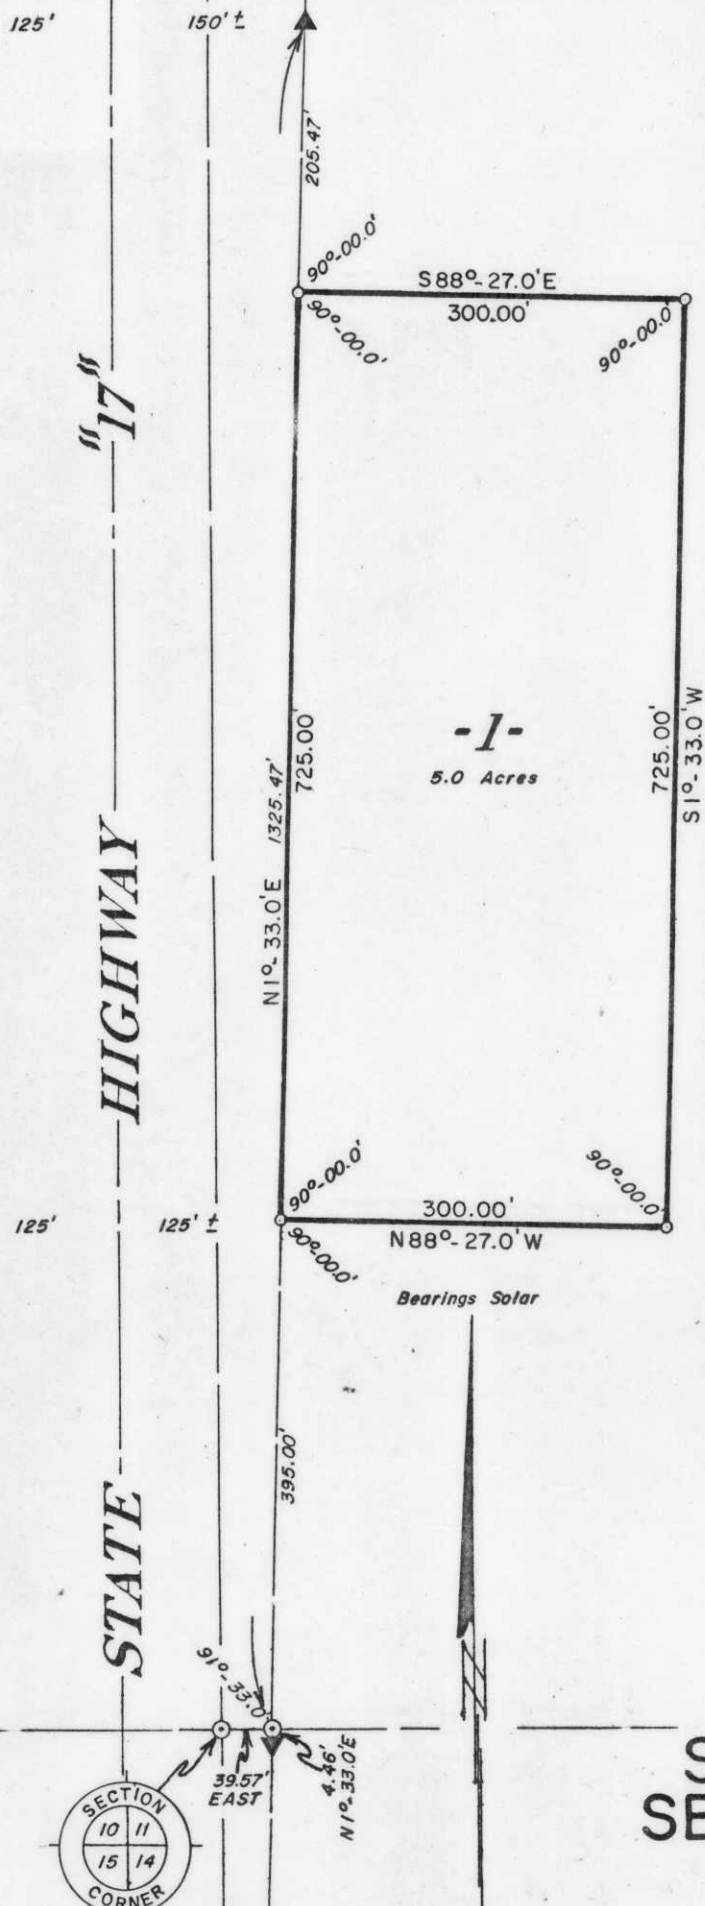 125'
150' ±
205.47'
90°-00.0'
S88°-27.0'E
300.00'
90°-00.0'
90°-00.0'
"17"
725.00'
N1°-33.0'E 1325.47'
-1-
5.0 Acres
725.00'
S1°-33.0'W
HIGHWAY
90°-00.0'
90°-00.0'
125'
125' ±
300.00'
N88°-27.0'W
90°-00.0'
Bearings Solar
395.00'
STATE
91°-33.0'
39.57'
EAST
4.46'
N1°-33.0'E
SECTION
10 11
15 14
CORNER